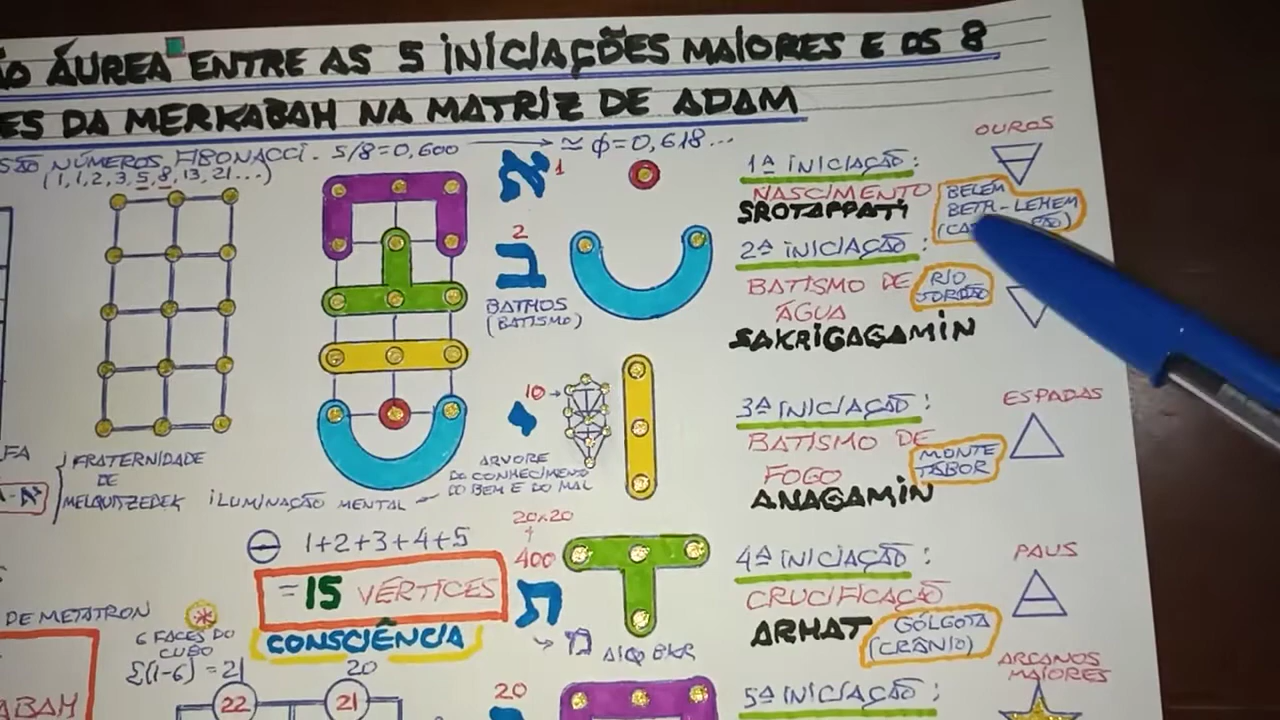 ÁUREA ENTRE AS 5 INICIAÇÕES MAIORES E OS 8
DA MERKABAH NA MATRIZ DE ADAM
SÃO NÚMEROS FIBONACCI. 5/8=0,600 → ≃ φ=0,618...
(1,1,2,3,5,8,13,21...)
א 1
2
ב
BATMOS
(BATISMO)
10 →
י
ARVORE
DO CONHECIMENTO
DO BEM E DO MAL
ILUMINAÇÃO MENTAL
FRATERNIDADE
DE
MELQUITZEDEK
1+2+3+4+5
= 15 VÉRTICES
CONSCIÊNCIA
20x20
400
ת
AIQ BKR
20
DE METATRON
6 FACES DO
CUBO
Σ(1-6) = 21
20
22
21
1ª INICIAÇÃO:
NASCIMENTO
SROTAPPATI
BELÉM
BETH-LEHEM
OUROS
2ª INICIAÇÃO:
BATISMO DE
ÁGUA
RIO
JORDÃO
SAKRIGAGAMIN
3ª INICIAÇÃO:
BATISMO DE
FOGO
MONTE
TABOR
ANAGAMIN
ESPADAS
4ª INICIAÇÃO:
CRUCIFICAÇÃO
ARHAT
GÓLGOTA
(CRÂNIO)
PAUS
5ª INICIAÇÃO:
ARCANOS
MAIORES